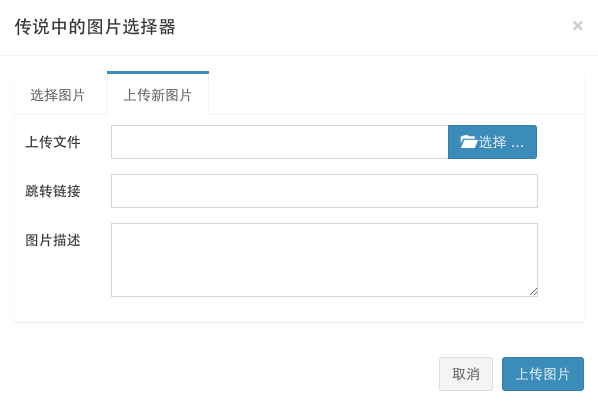 传说中的图片选择器 ×
选择图片 上传新图片
上传文件 选择 ...
跳转链接
图片描述
取消 上传图片